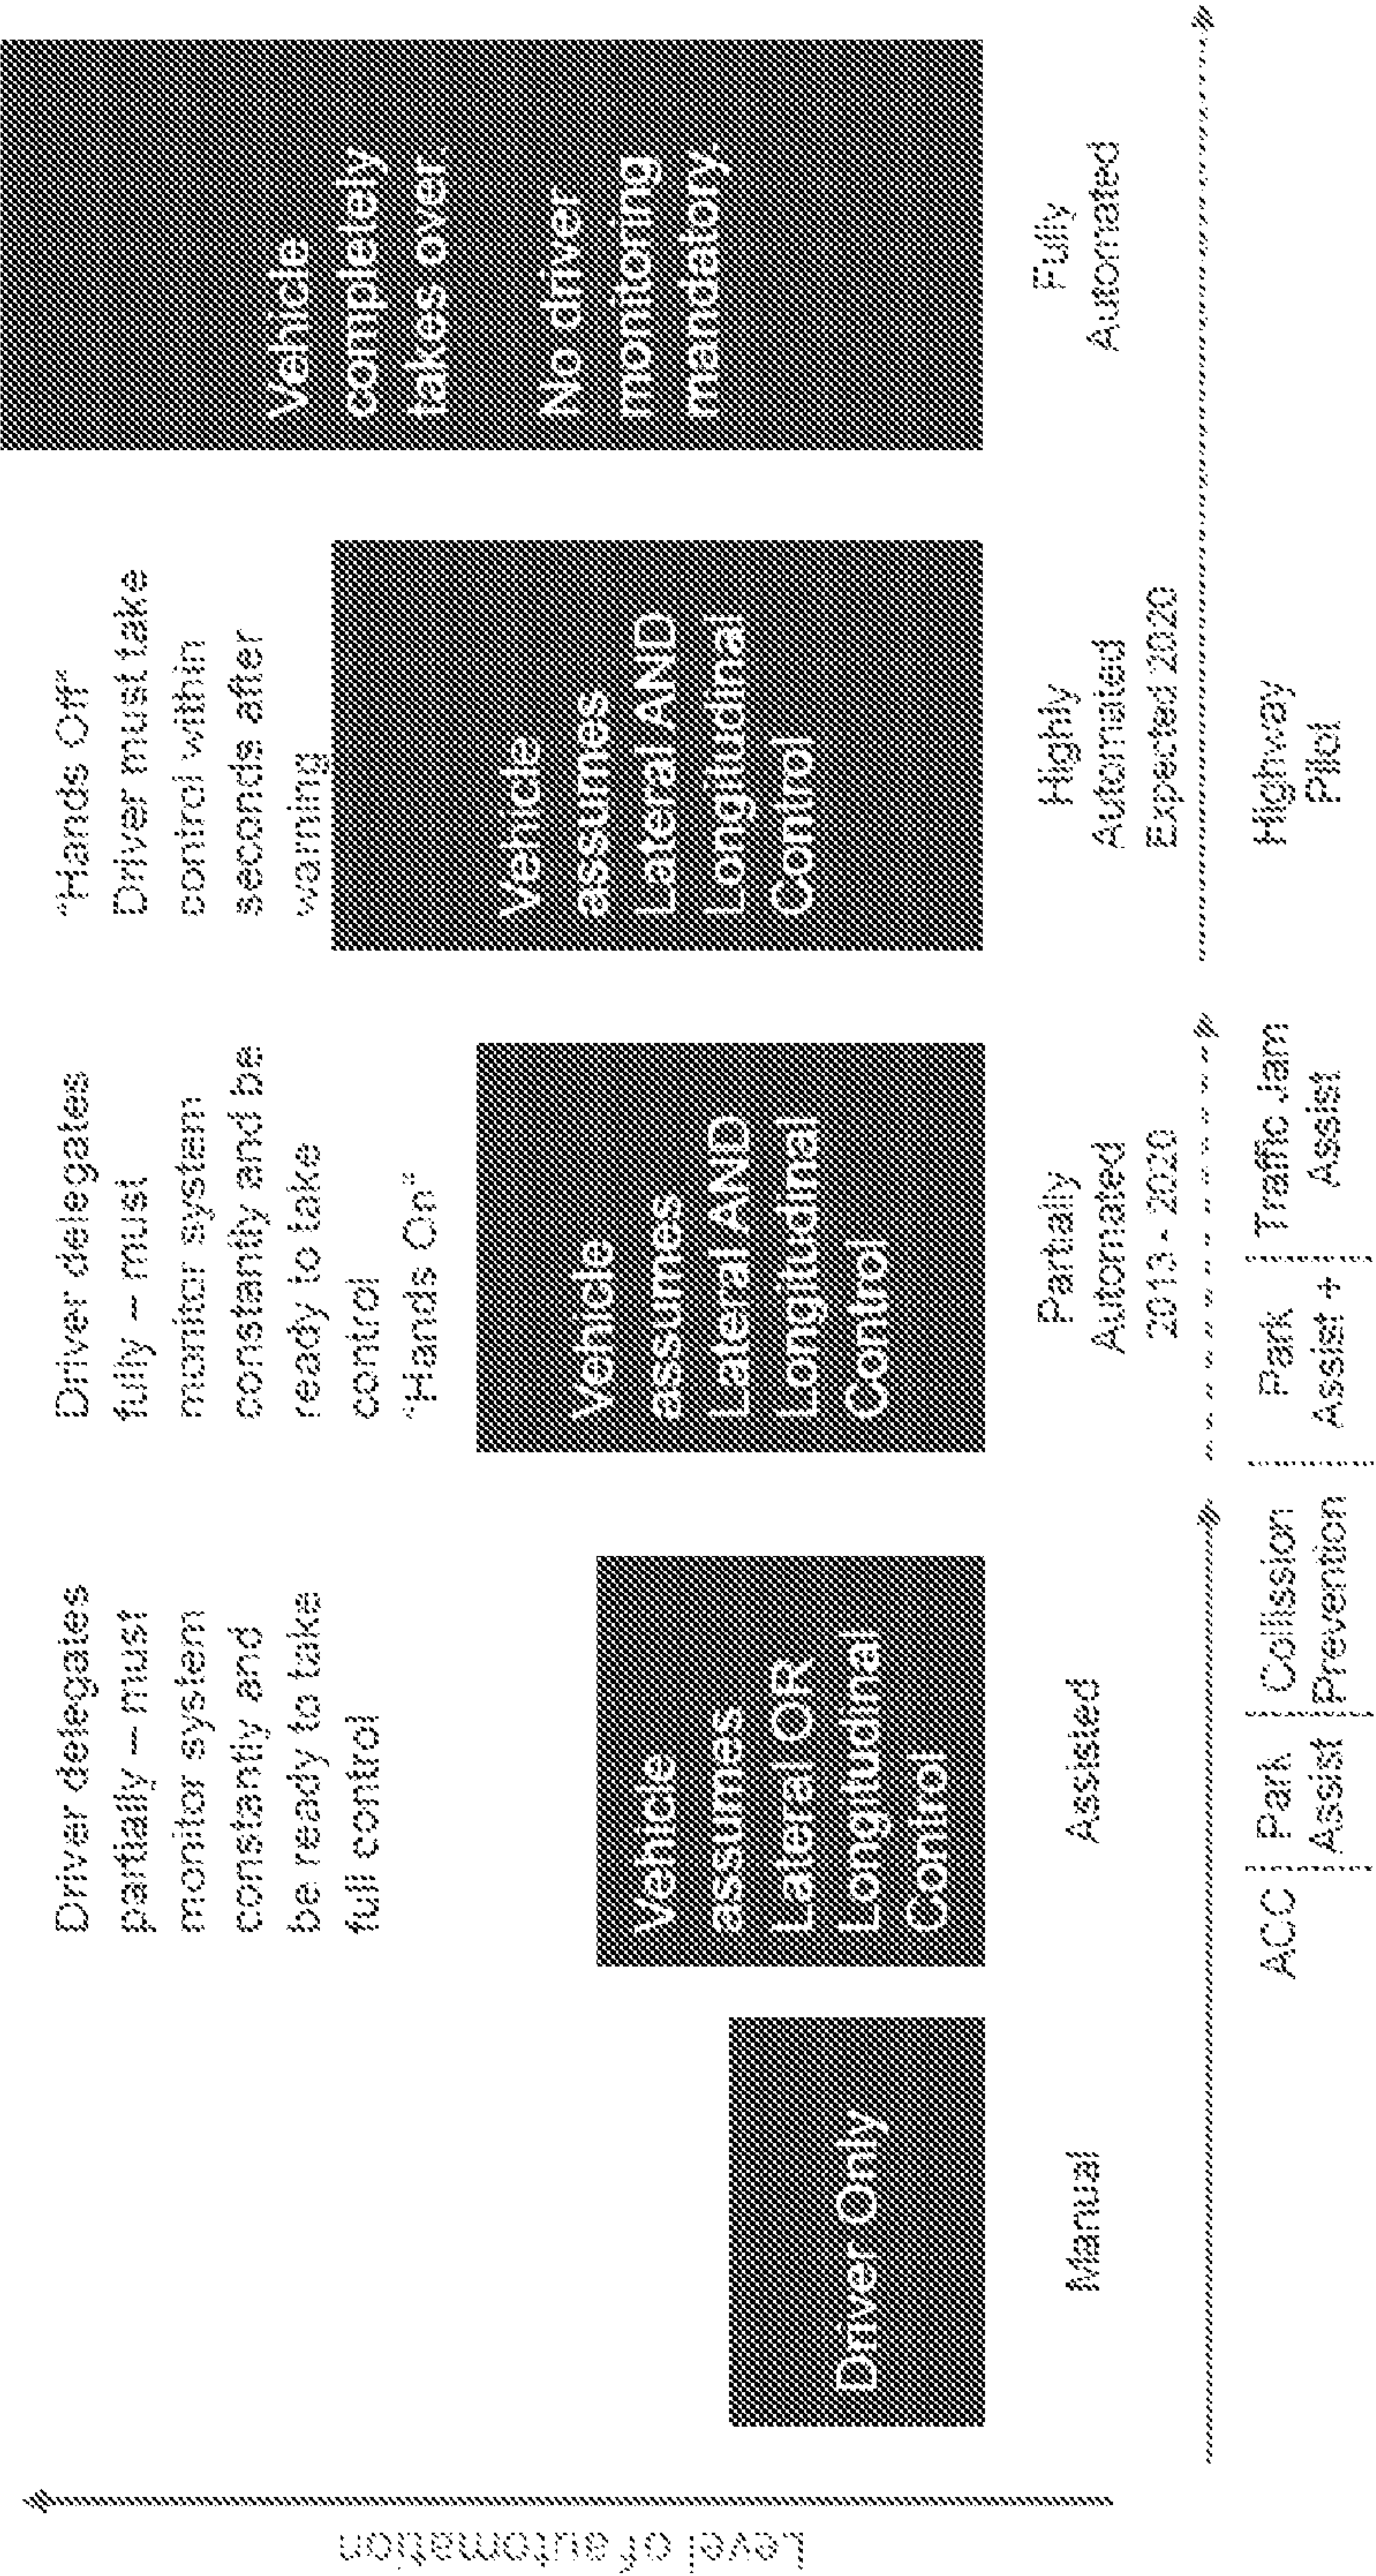 Level of automation
Driver Only
Manual
Driver delegates
partially – must
monitor system
constantly and
be ready to take
full control
Vehicle
assumes
Lateral OR
Longitudinal
Control
Assisted
ACC
Park
Assist
Collission
Prevention
Driver delegates
fully – must
monitor system
constantly and be
ready to take
control
"Hands On"
Vehicle
assumes
Lateral AND
Longitudinal
Control
Partially
Automated
2013 - 2020
Park
Assist +
Traffic Jam
Assist
"Hands Off"
Driver must take
control within
seconds after
warning
Vehicle
assumes
Lateral AND
Longitudinal
Control
Highly
Automated
Expected 2020
Highway
Pilot
Vehicle
completely
takes over.
No driver
monitoring
mandatory.
Fully
Automated